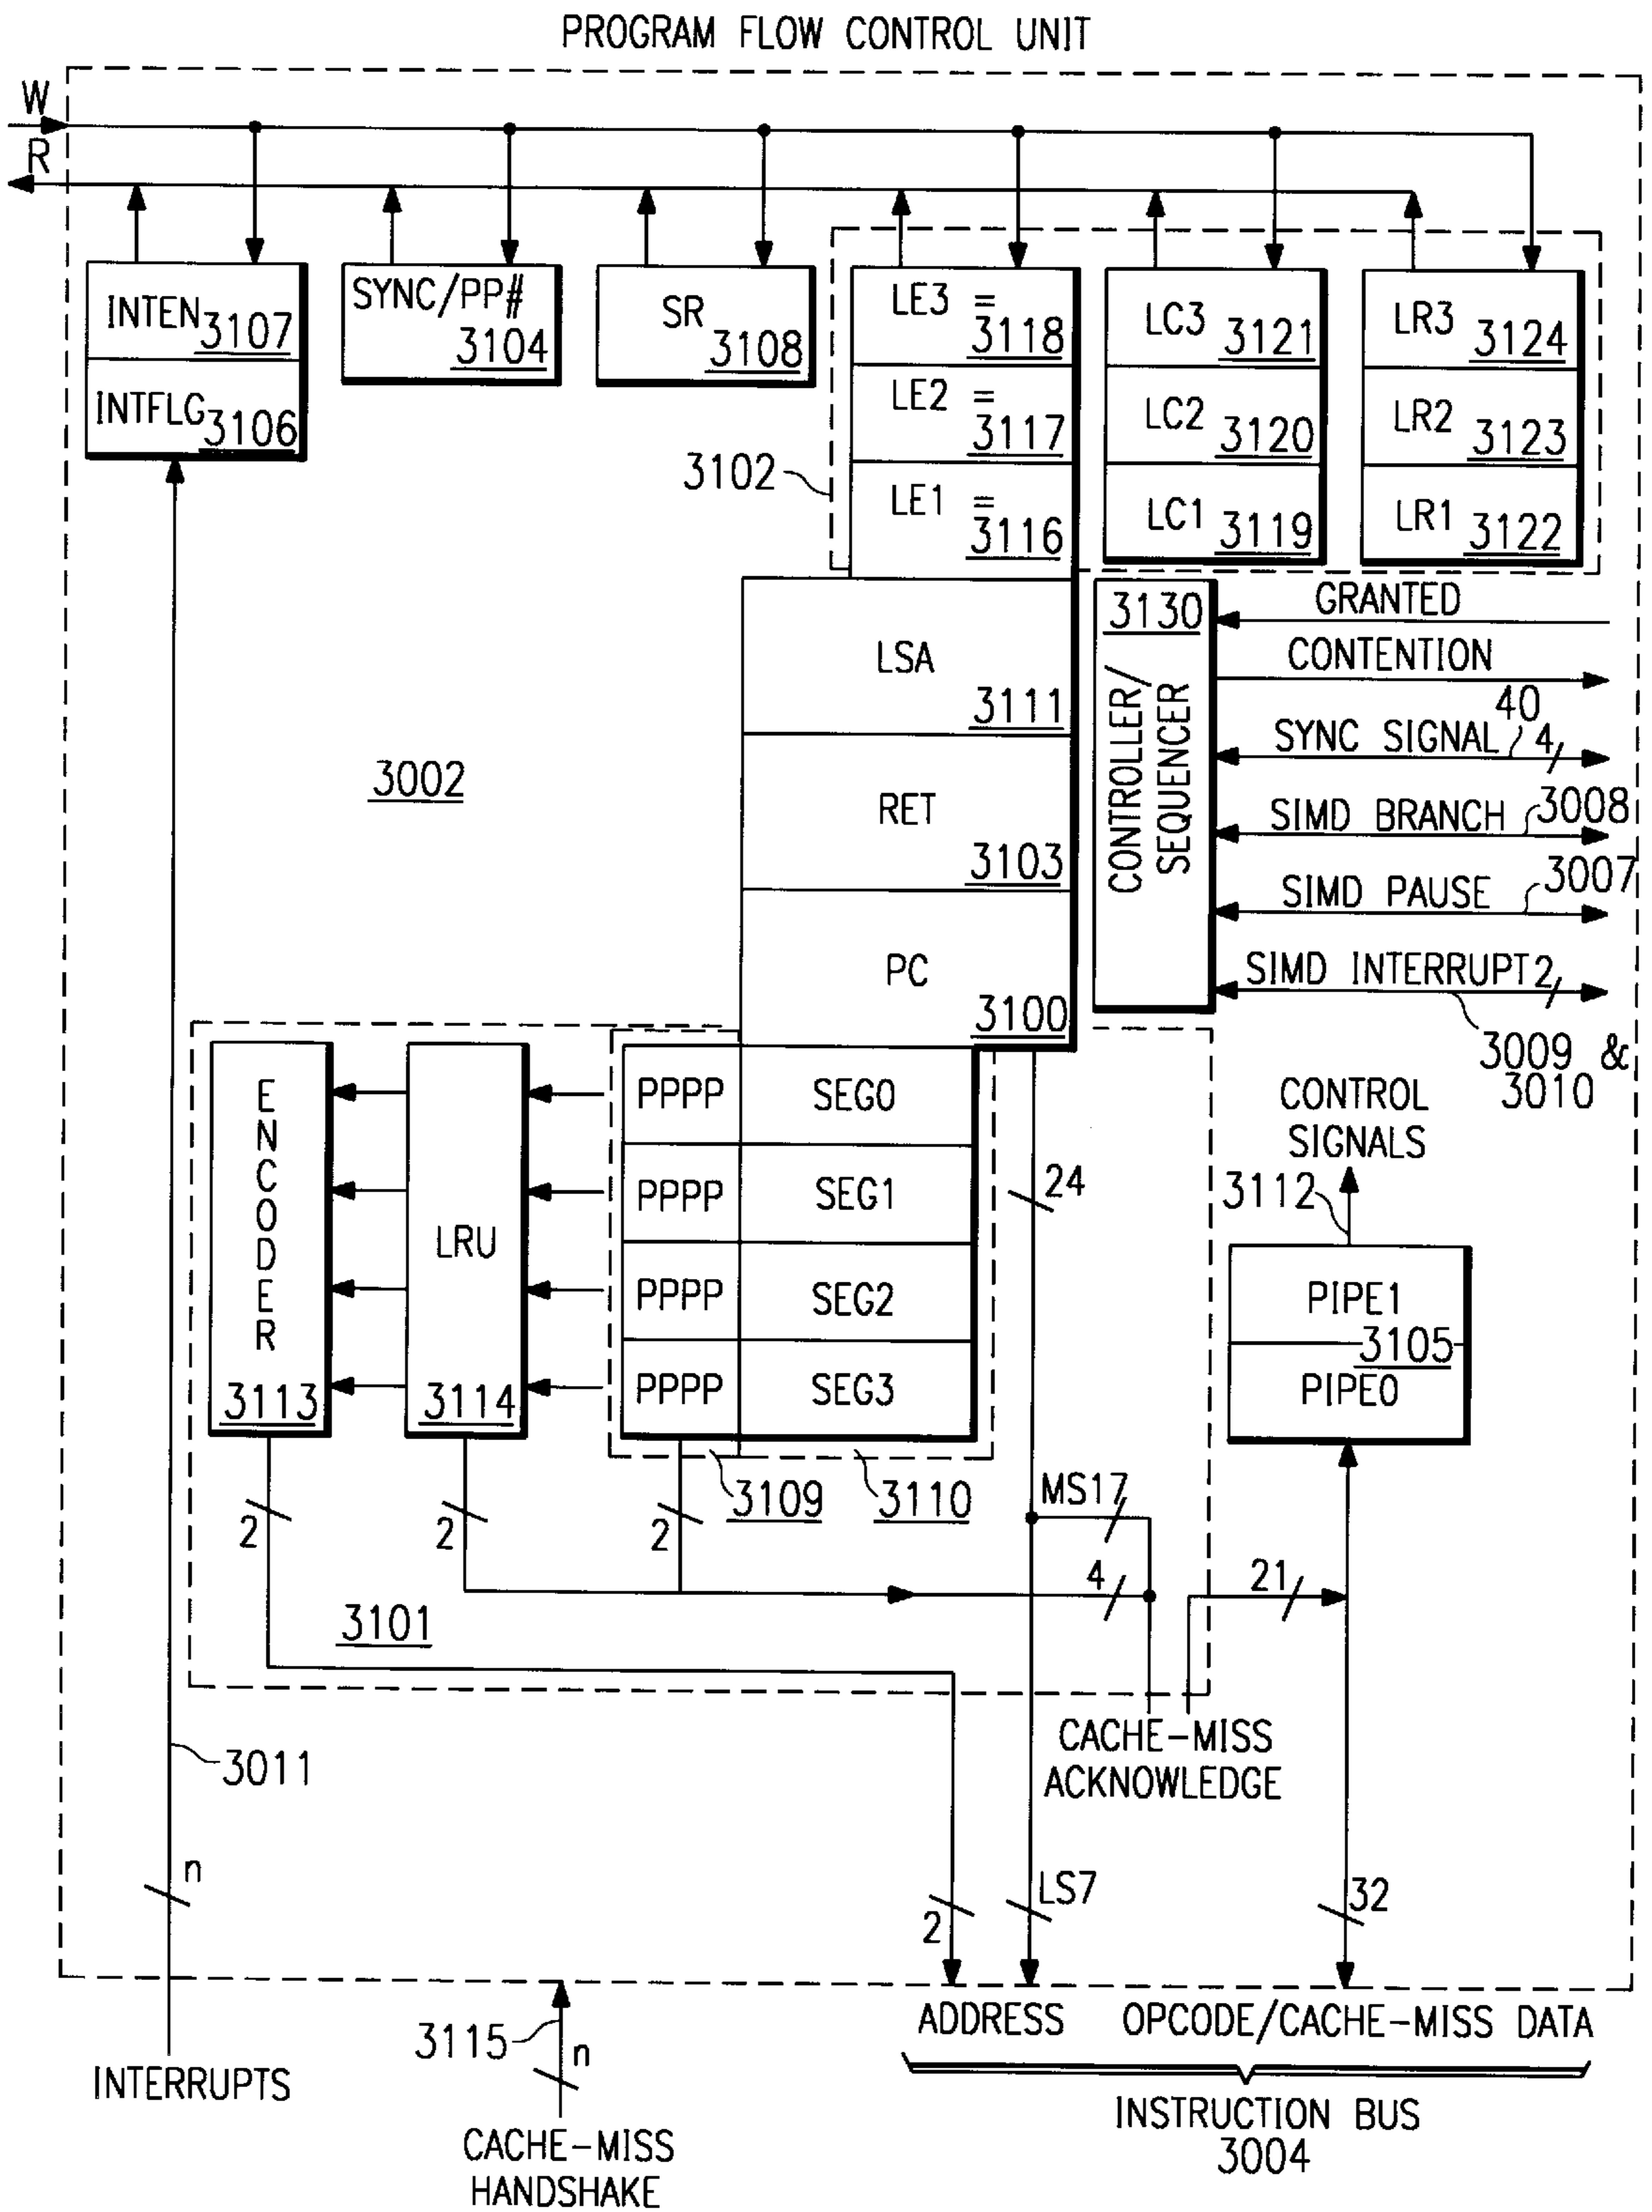 PROGRAM FLOW CONTROL UNIT
W
R
INTEN 3107
INTFLG 3106
SYNC/PP#
3104
SR 3108
LE3 =
3118
LE2 =
3117
LE1 =
3116
LC3 3121
LC2 3120
LC1 3119
LR3 3124
LR2 3123
LR1 3122
3102
LSA
3111
RET
3103
PC
3100
3130
CONTROLLER/
SEQUENCER
GRANTED
CONTENTION
40
SYNC SIGNAL 4
SIMD BRANCH 3008
SIMD PAUSE 3007
SIMD INTERRUPT 2
3009 &
3010
3002
ENCODER
3113
LRU
3114
PPPP SEG0
PPPP SEG1
PPPP SEG2
PPPP SEG3
24
CONTROL
SIGNALS
3112
PIPE1
3105
PIPE0
3109
3110
MS17
2
2
2
4
21
3101
CACHE-MISS
ACKNOWLEDGE
3011
n
2
LS7
32
ADDRESS
OPCODE/CACHE-MISS DATA
3115
n
INTERRUPTS
CACHE-MISS
HANDSHAKE
INSTRUCTION BUS
3004